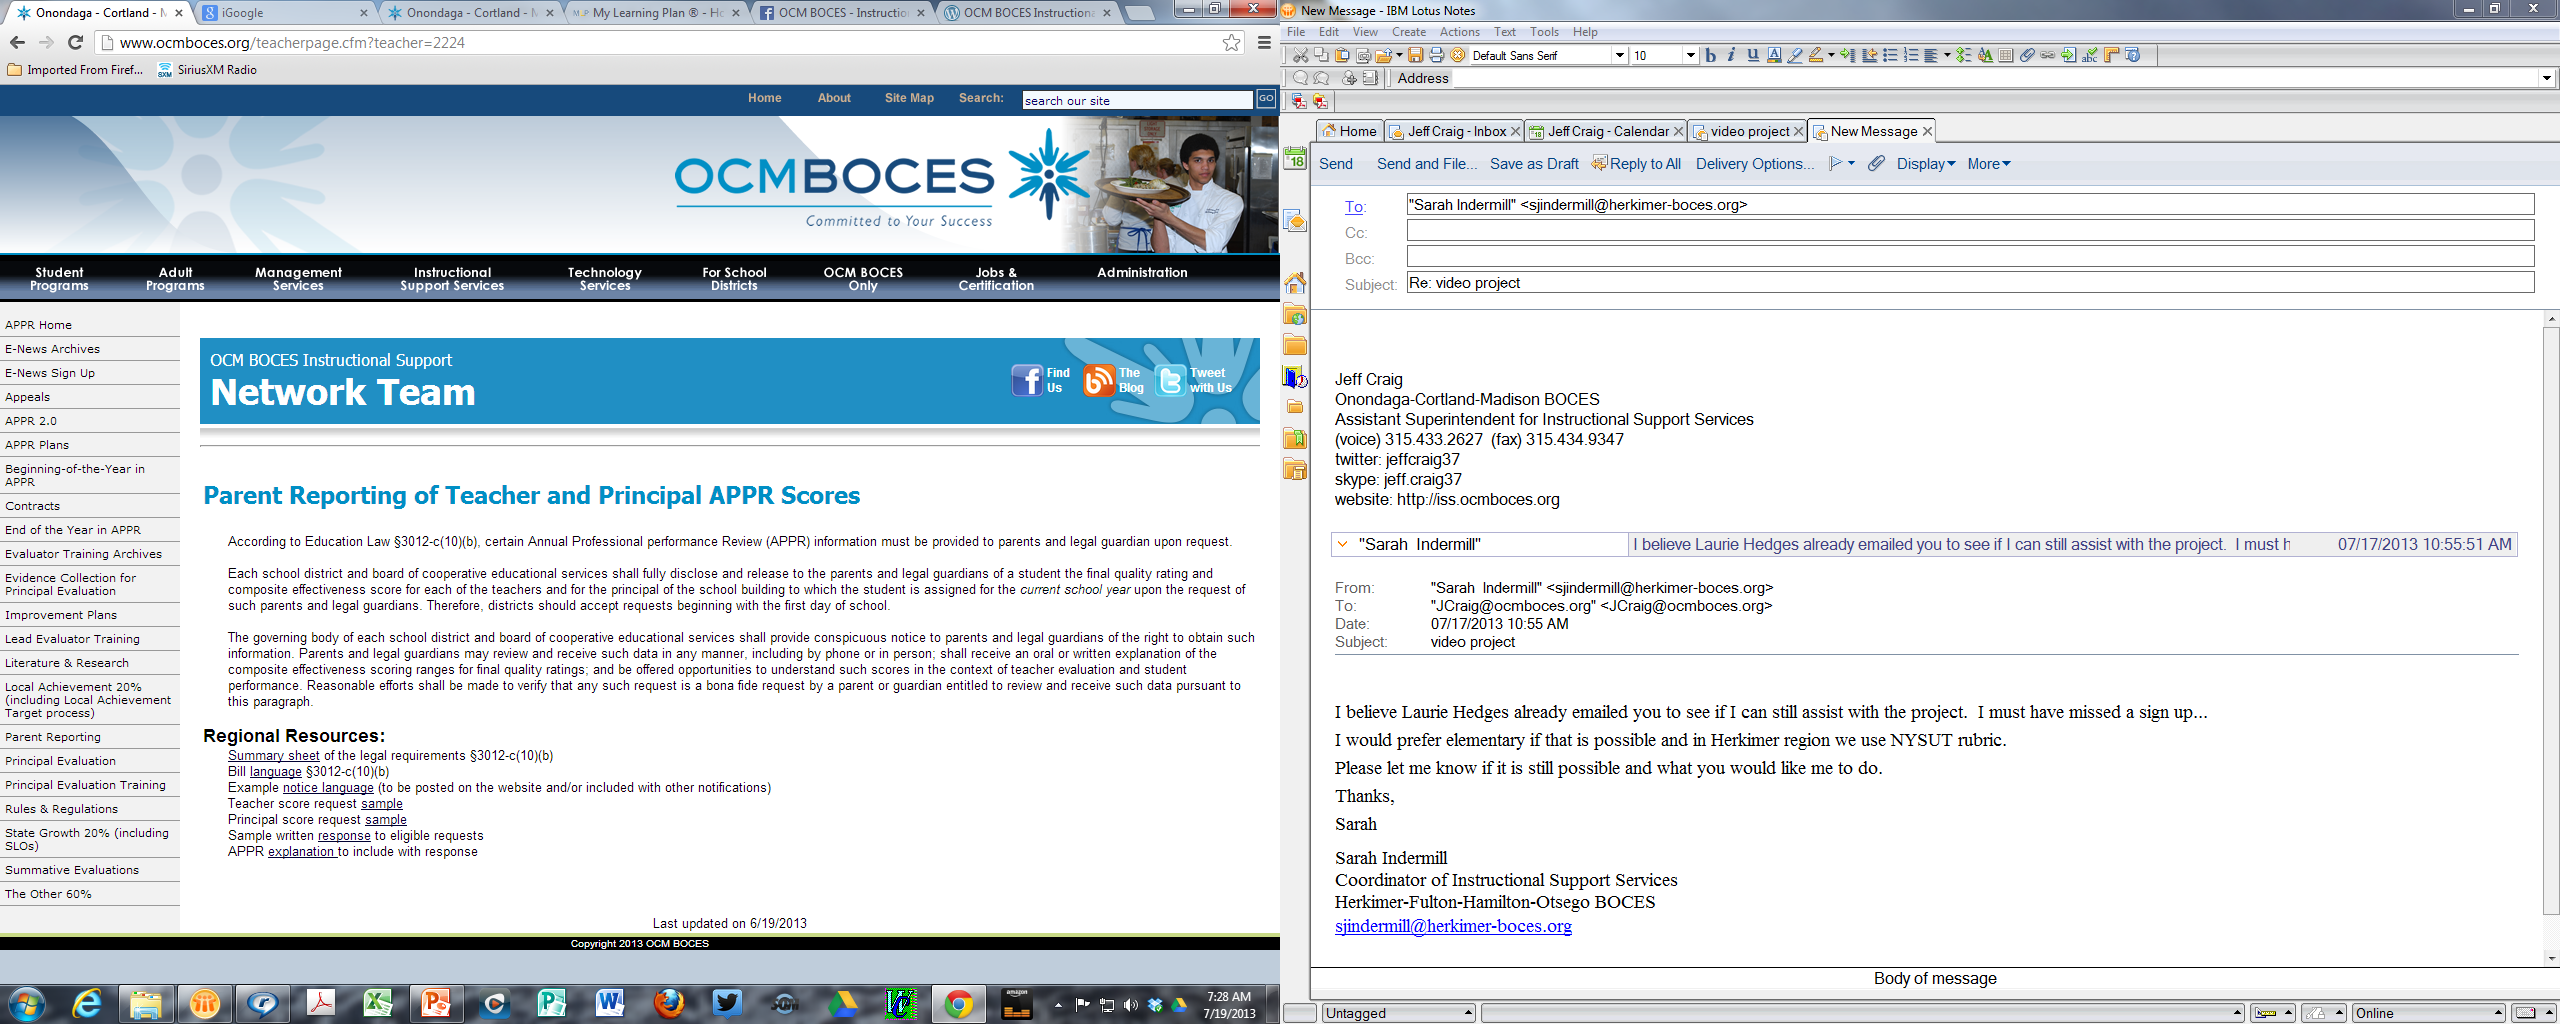 Onondaga - Cortland - M
iGoogle
Onondaga - Cortland - M
My Learning Plan ® - Ho
OCM BOCES - Instructio
OCM BOCES Instructiona
www.ocmboces.org/teacherpage.cfm?teacher=2224
Imported From Firef...
SiriusXM Radio
Home
About
Site Map
Search:
search our site
GO
OCMBOCES
Committed to Your Success
Student Programs
Adult Programs
Management Services
Instructional Support Services
Technology Services
For School Districts
OCM BOCES Only
Jobs & Certification
Administration
APPR Home
E-News Archives
E-News Sign Up
Appeals
APPR 2.0
APPR Plans
Beginning-of-the-Year in
APPR
Contracts
End of the Year in APPR
Evaluator Training Archives
Evidence Collection for
Principal Evaluation
Improvement Plans
Lead Evaluator Training
Literature & Research
Local Achievement 20%
(including Local Achievement
Target process)
Parent Reporting
Principal Evaluation
Principal Evaluation Training
Rules & Regulations
State Growth 20% (including
SLOs)
Summative Evaluations
The Other 60%
OCM BOCES Instructional Support
Network Team
Find Us
The Blog
Tweet with Us
Parent Reporting of Teacher and Principal APPR Scores
According to Education Law §3012-c(10)(b), certain Annual Professional performance Review (APPR) information must be provided to parents and legal guardian upon request.
Each school district and board of cooperative educational services shall fully disclose and release to the parents and legal guardians of a student the final quality rating and
composite effectiveness score for each of the teachers and for the principal of the school building to which the student is assigned for the current school year upon the request of
such parents and legal guardians. Therefore, districts should accept requests beginning with the first day of school.
The governing body of each school district and board of cooperative educational services shall provide conspicuous notice to parents and legal guardians of the right to obtain such
information. Parents and legal guardians may review and receive such data in any manner, including by phone or in person; shall receive an oral or written explanation of the
composite effectiveness scoring ranges for final quality ratings; and be offered opportunities to understand such scores in the context of teacher evaluation and student
performance. Reasonable efforts shall be made to verify that any such request is a bona fide request by a parent or guardian entitled to review and receive such data pursuant to
this paragraph.
Regional Resources:
Summary sheet of the legal requirements §3012-c(10)(b)
Bill language §3012-c(10)(b)
Example notice language (to be posted on the website and/or included with other notifications)
Teacher score request sample
Principal score request sample
Sample written response to eligible requests
APPR explanation to include with response
Last updated on 6/19/2013
Copyright 2013 OCM BOCES
7:28 AM
7/19/2013
New Message - IBM Lotus Notes
File Edit View Create Actions Text Tools Help
Default Sans Serif
10
Address
Home
Jeff Craig - Inbox
Jeff Craig - Calendar
video project
New Message
18
Send
Send and File...
Save as Draft
Reply to All
Delivery Options...
Display
More
To: "Sarah Indermill" <sjindermill@herkimer-boces.org>
Cc:
Bcc:
Subject: Re: video project
Jeff Craig
Onondaga-Cortland-Madison BOCES
Assistant Superintendent for Instructional Support Services
(voice) 315.433.2627 (fax) 315.434.9347
twitter: jeffcraig37
skype: jeff.craig37
website: http://iss.ocmboces.org
"Sarah Indermill" I believe Laurie Hedges already emailed you to see if I can still assist with the project. I must h 07/17/2013 10:55:51 AM
From: "Sarah Indermill" <sjindermill@herkimer-boces.org>
To: "JCraig@ocmboces.org" <JCraig@ocmboces.org>
Date: 07/17/2013 10:55 AM
Subject: video project
I believe Laurie Hedges already emailed you to see if I can still assist with the project. I must have missed a sign up...
I would prefer elementary if that is possible and in Herkimer region we use NYSUT rubric.
Please let me know if it is still possible and what you would like me to do.
Thanks,
Sarah
Sarah Indermill
Coordinator of Instructional Support Services
Herkimer-Fulton-Hamilton-Otsego BOCES
sjindermill@herkimer-boces.org
Body of message
Untagged
Online